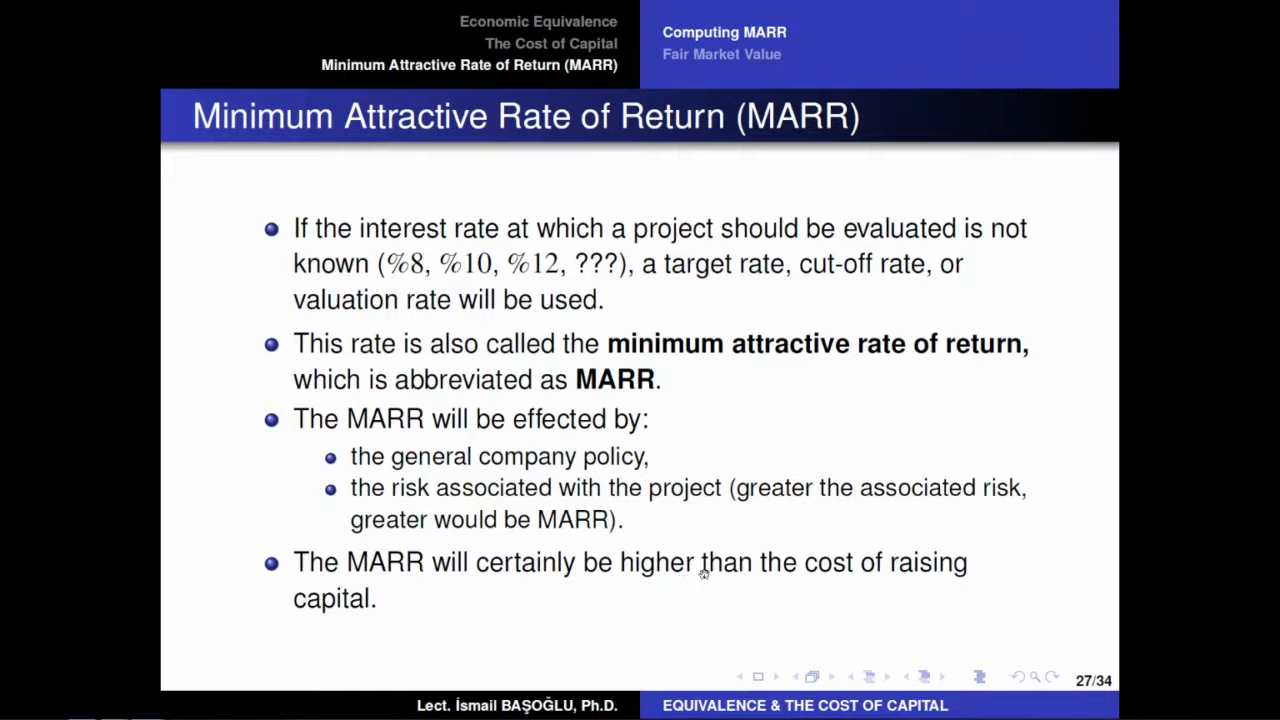 Economic Equivalence
The Cost of Capital
Minimum Attractive Rate of Return (MARR)
Computing MARR
Fair Market Value
Minimum Attractive Rate of Return (MARR)
If the interest rate at which a project should be evaluated is not
known (%8, %10, %12, ???), a target rate, cut-off rate, or
valuation rate will be used.
This rate is also called the minimum attractive rate of return,
which is abbreviated as MARR.
The MARR will be effected by:
the general company policy,
the risk associated with the project (greater the associated risk,
greater would be MARR).
The MARR will certainly be higher than the cost of raising
capital.
27/34
Lect. İsmail BAŞOĞLU, Ph.D.
EQUIVALENCE & THE COST OF CAPITAL